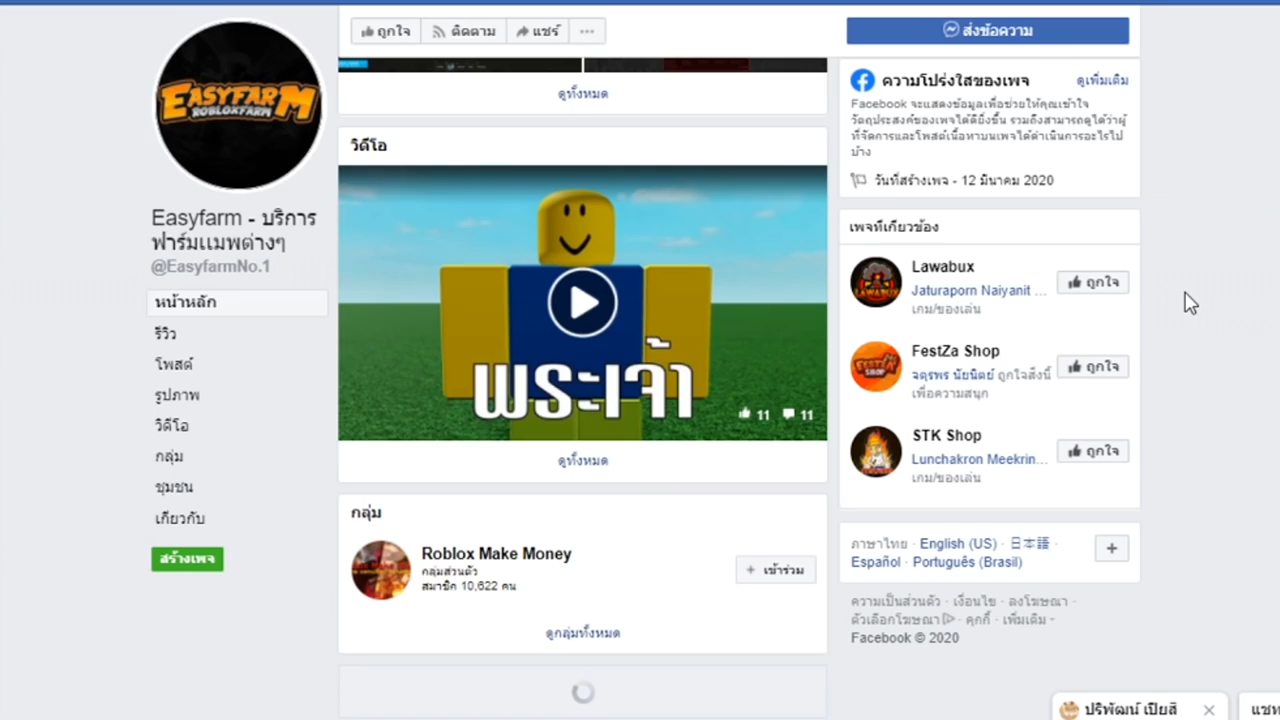 EASYFARM
ROBLOXFARM
Easyfarm - บริการ
ฟาร์มแมพต่างๆ
@EasyfarmNo.1
หน้าหลัก
รีวิว
โพสต์
รูปภาพ
วิดีโอ
กลุ่ม
ชุมชน
เกี่ยวกับ
สร้างเพจ
ถูกใจ
ติดตาม
แชร์
...
ดูทั้งหมด
วิดีโอ
พระเจ้า
11 11
ดูทั้งหมด
กลุ่ม
Roblox Make Money
กลุ่มส่วนตัว
สมาชิก 10,622 คน
+ เข้าร่วม
ดูกลุ่มทั้งหมด
ส่งข้อความ
ความโปร่งใสของเพจ
ดูเพิ่มเติม
Facebook จะแสดงข้อมูลเพื่อช่วยให้คุณเข้าใจ
วัตถุประสงค์ของเพจได้ดียิ่งขึ้น รวมถึงสามารถดูได้ว่าผู้
ที่จัดการและโพสต์เนื้อหาบนเพจได้ดำเนินการอะไรไป
บ้าง
วันที่สร้างเพจ - 12 มีนาคม 2020
เพจที่เกี่ยวข้อง
Lawabux
Jaturaporn Naiyanit ...
เกม/ของเล่น
ถูกใจ
FestZa Shop
จตุรพร นัยนิตย์ ถูกใจสิ่งนี้
เพื่อความสนุก
ถูกใจ
STK Shop
Lunchakron Meekrin...
เกม/ของเล่น
ถูกใจ
ภาษาไทย · English (US) · 日本語 ·
Español · Português (Brasil)
+
ความเป็นส่วนตัว · เงื่อนไข · ลงโฆษณา ·
ตัวเลือกโฆษณา · คุกกี้ · เพิ่มเติม
Facebook © 2020
ปริพัฒน์ เปียสิ
แชท